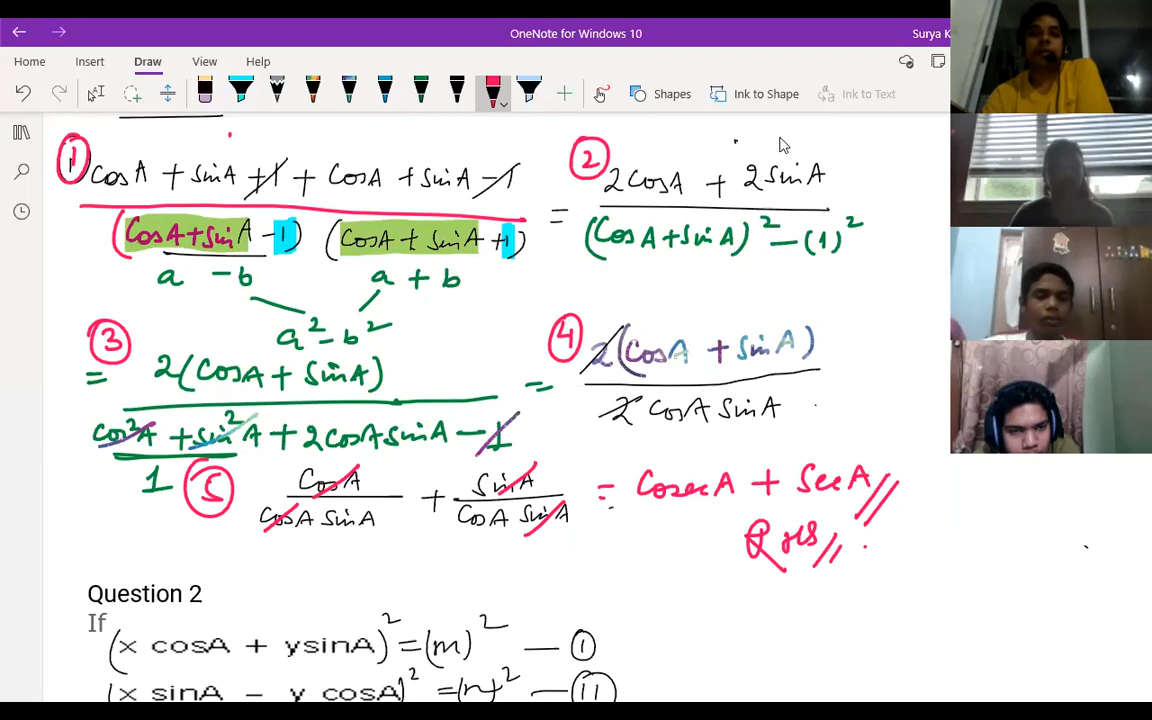 OneNote for Windows 10
Surya K
Home Insert Draw View Help
Shapes Ink to Shape Ink to Text
① CosA + sinA + 1 + CosA + sinA - 1
(CosA + sinA - 1) (CosA + sinA + 1)
a - b a + b
a² - b²
= ② 2CosA + 2sinA
(CosA + sinA)² - (1)²
③ = 2(CosA + sinA)
cos²A + sin²A + 2CosAsinA - 1
1
= ④ 2(CosA + sinA)
2 CosA SinA
⑤ CosA + SinA = CosecA + SecA //
CosA SinA CosA SinA
RHS //
Question 2
If
(x cosA + ysinA)² = (m)² — ①
(x sinA - y cosA)² = (n)² — ⑪